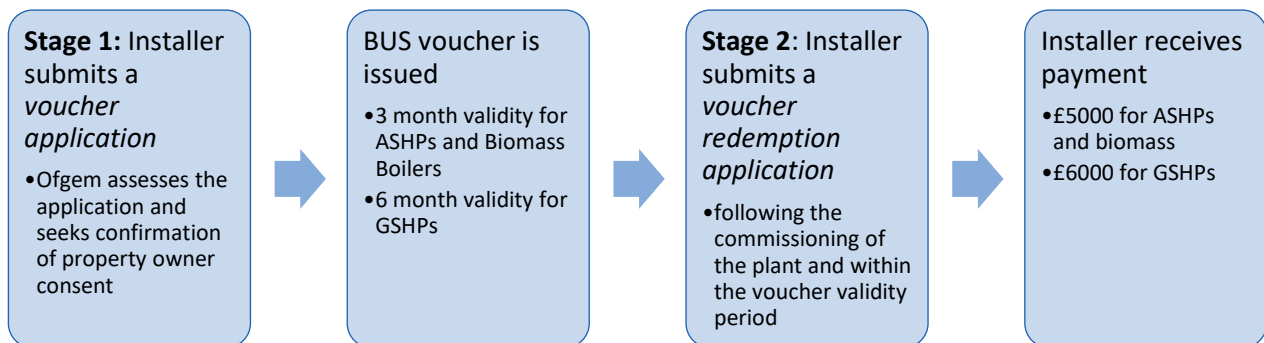 Stage 1: Installer
submits a
voucher
application
•Ofgem assesses the
application and
seeks confirmation
of property owner
consent
BUS voucher is
issued
•3 month validity for
ASHPs and Biomass
Boilers
•6 month validity for
GSHPs
Stage 2: Installer
submits a
voucher
redemption
application
•following the
commissioning of
the plant and within
the voucher validity
period
Installer receives
payment
•£5000 for ASHPs
and biomass
•£6000 for GSHPs